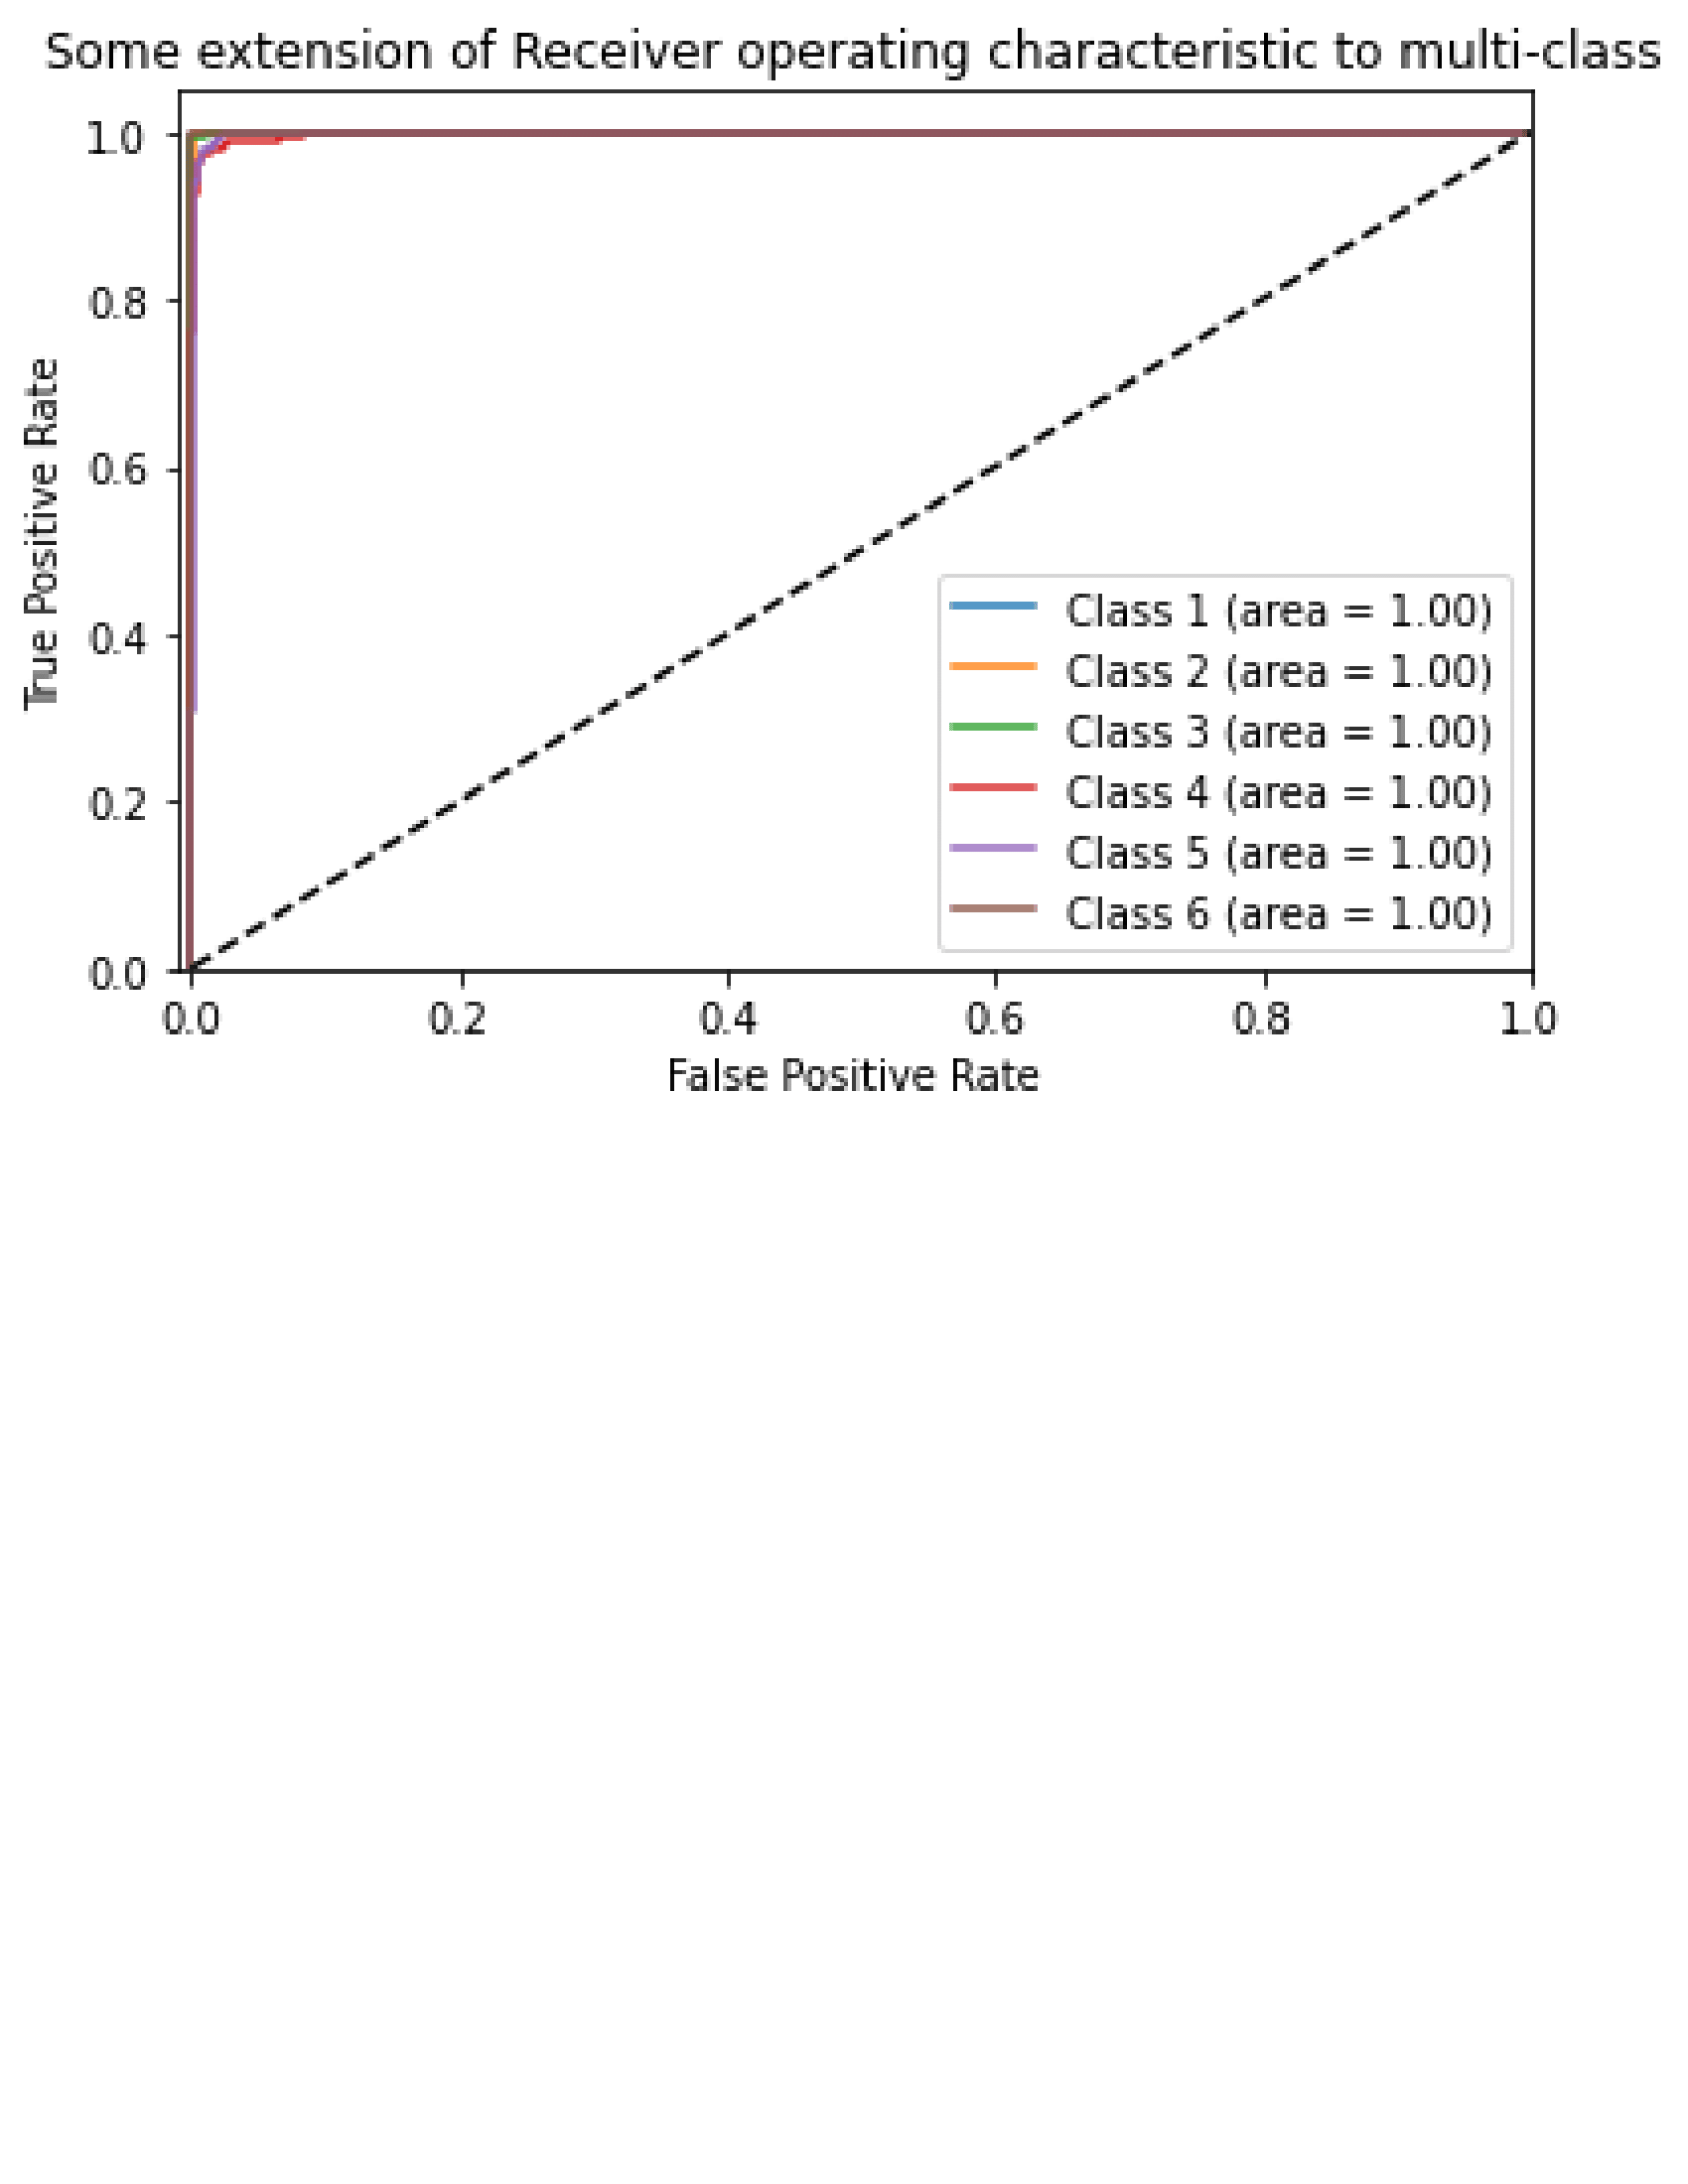 Some extension of Receiver operating characteristic to multi-class
True Positive Rate
1.0
0.8
0.6
0.4
0.2
0.0
Class 1 (area = 1.00)
Class 2 (area = 1.00)
Class 3 (area = 1.00)
Class 4 (area = 1.00)
Class 5 (area = 1.00)
Class 6 (area = 1.00)
0.0 0.2 0.4 0.6 0.8 1.0
False Positive Rate